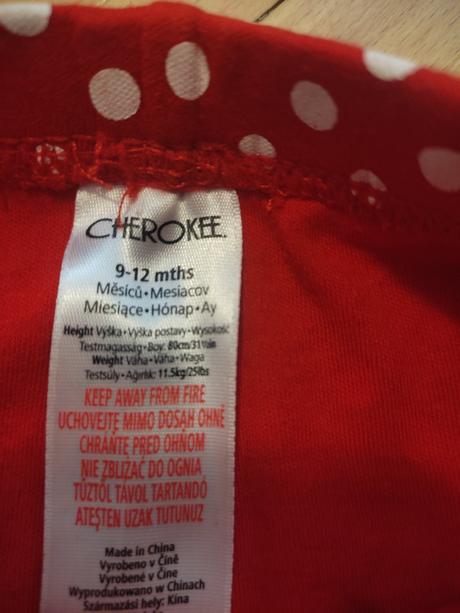 CHEROKEE.
9-12 mths
Měsíců•Mesiacov
Miesiące•Hónap•Ay
Height Výška•Výška postavy•Wysokość
Testmagasság•Boy: 80cm/31½in
Weight Váha•Váha•Waga
Testsúly•Ağırlık: 11.5kg/25lbs
KEEP AWAY FROM FIRE
UCHOVEJTE MIMO DOSAH OHNĚ
CHRÁŇTE PRED OHŇOM
NIE ZBLIŻAĆ DO OGNIA
TŰZTŐL TÁVOL TARTANDÓ
ATEŞTEN UZAK TUTUNUZ
Made in China
Vyrobeno v Číně
Vyrobené v Číne
Wyprodukowano w Chinach
Származási hely: Kína